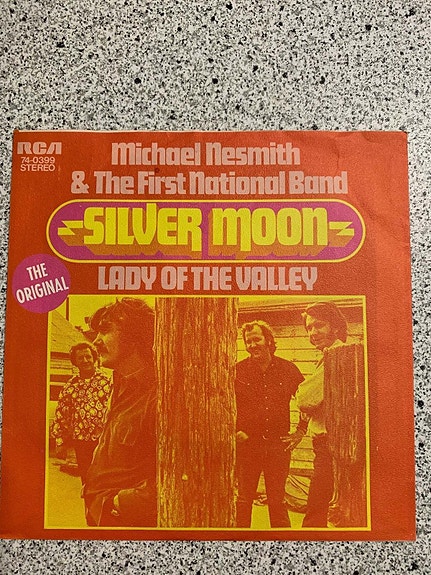 RCA
74-0399
STEREO
Michael Nesmith
& The First National Band
SILVER MOON
LADY OF THE VALLEY
THE
ORIGINAL